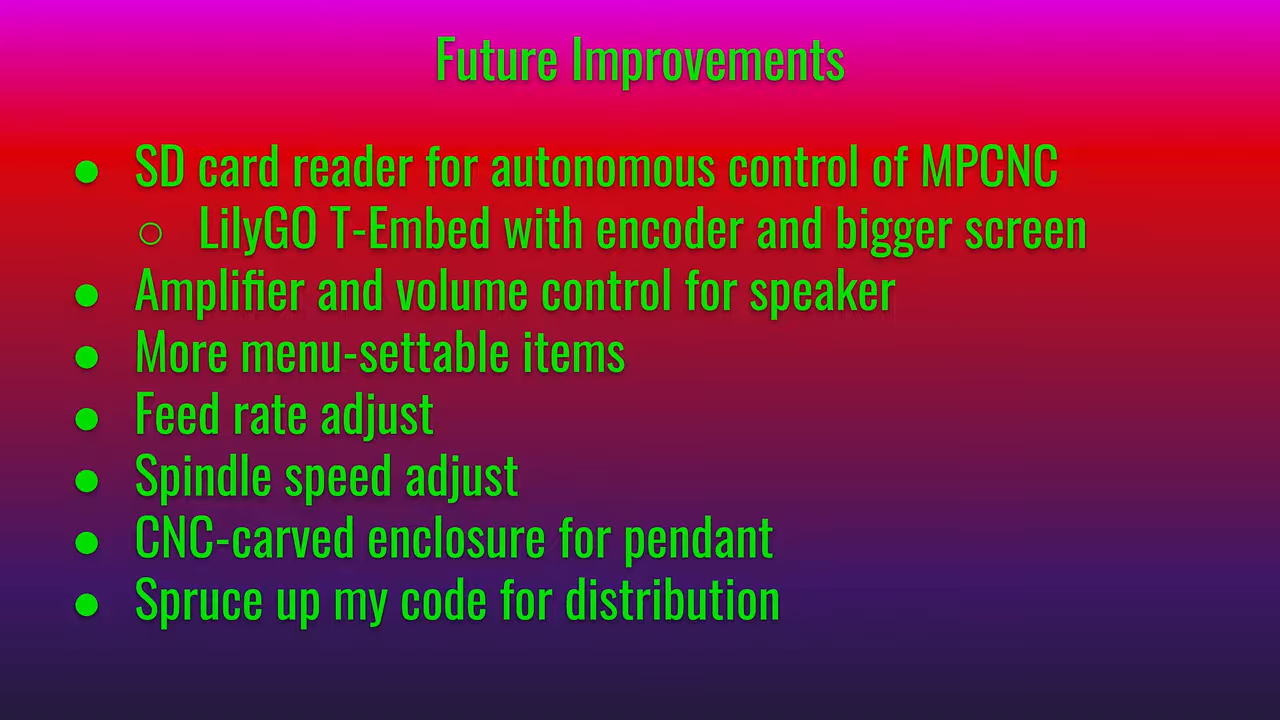 Future Improvements
● SD card reader for autonomous control of MPCNC
○ LilyGO T-Embed with encoder and bigger screen
● Amplifier and volume control for speaker
● More menu-settable items
● Feed rate adjust
● Spindle speed adjust
● CNC-carved enclosure for pendant
● Spruce up my code for distribution